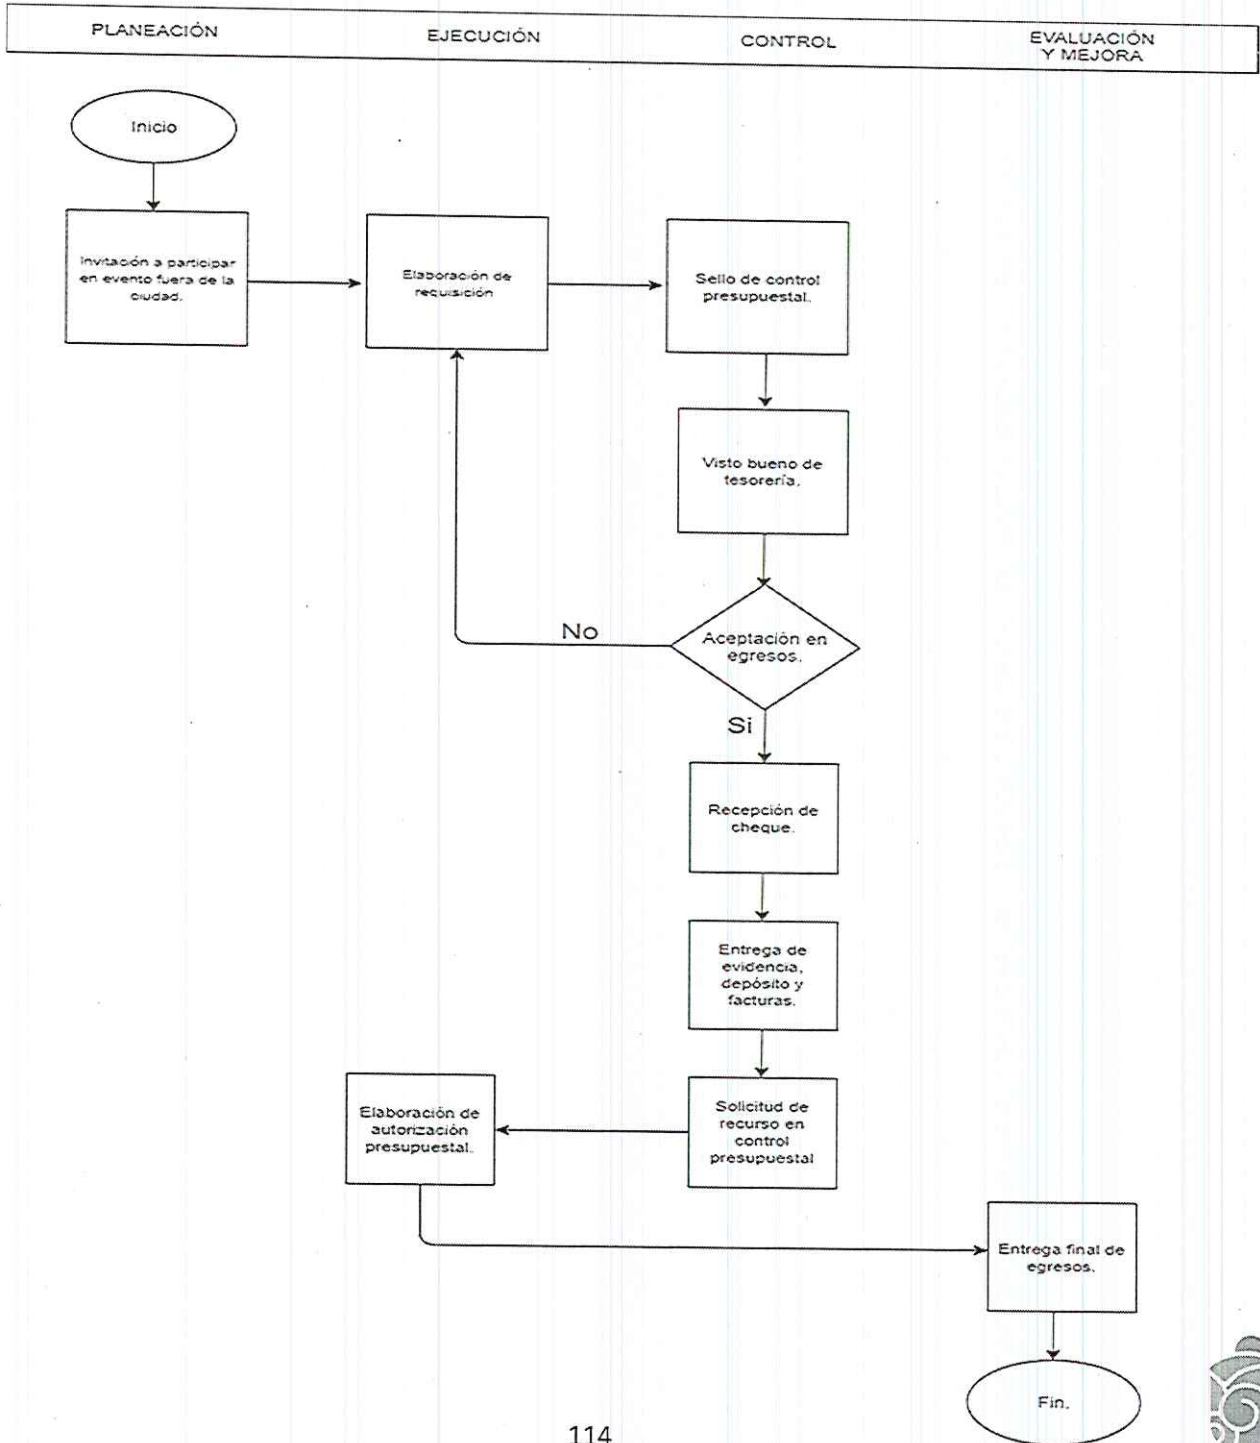 PLANEACIÓN
EJECUCIÓN
CONTROL
EVALUACIÓN
Y MEJORA
Inicio
Invitación a participar
en evento fuera de la
ciudad.
Elaboración de
requisición
Sello de control
presupuestal.
Visto bueno de
tesorería.
Aceptación en
egresos.
No
Si
Recepción de
cheque.
Entrega de
evidencia,
depósito y
facturas.
Solicitud de
recurso en
control
presupuestal
Elaboración de
autorización
presupuestal.
Entrega final de
egresos.
Fin.
114